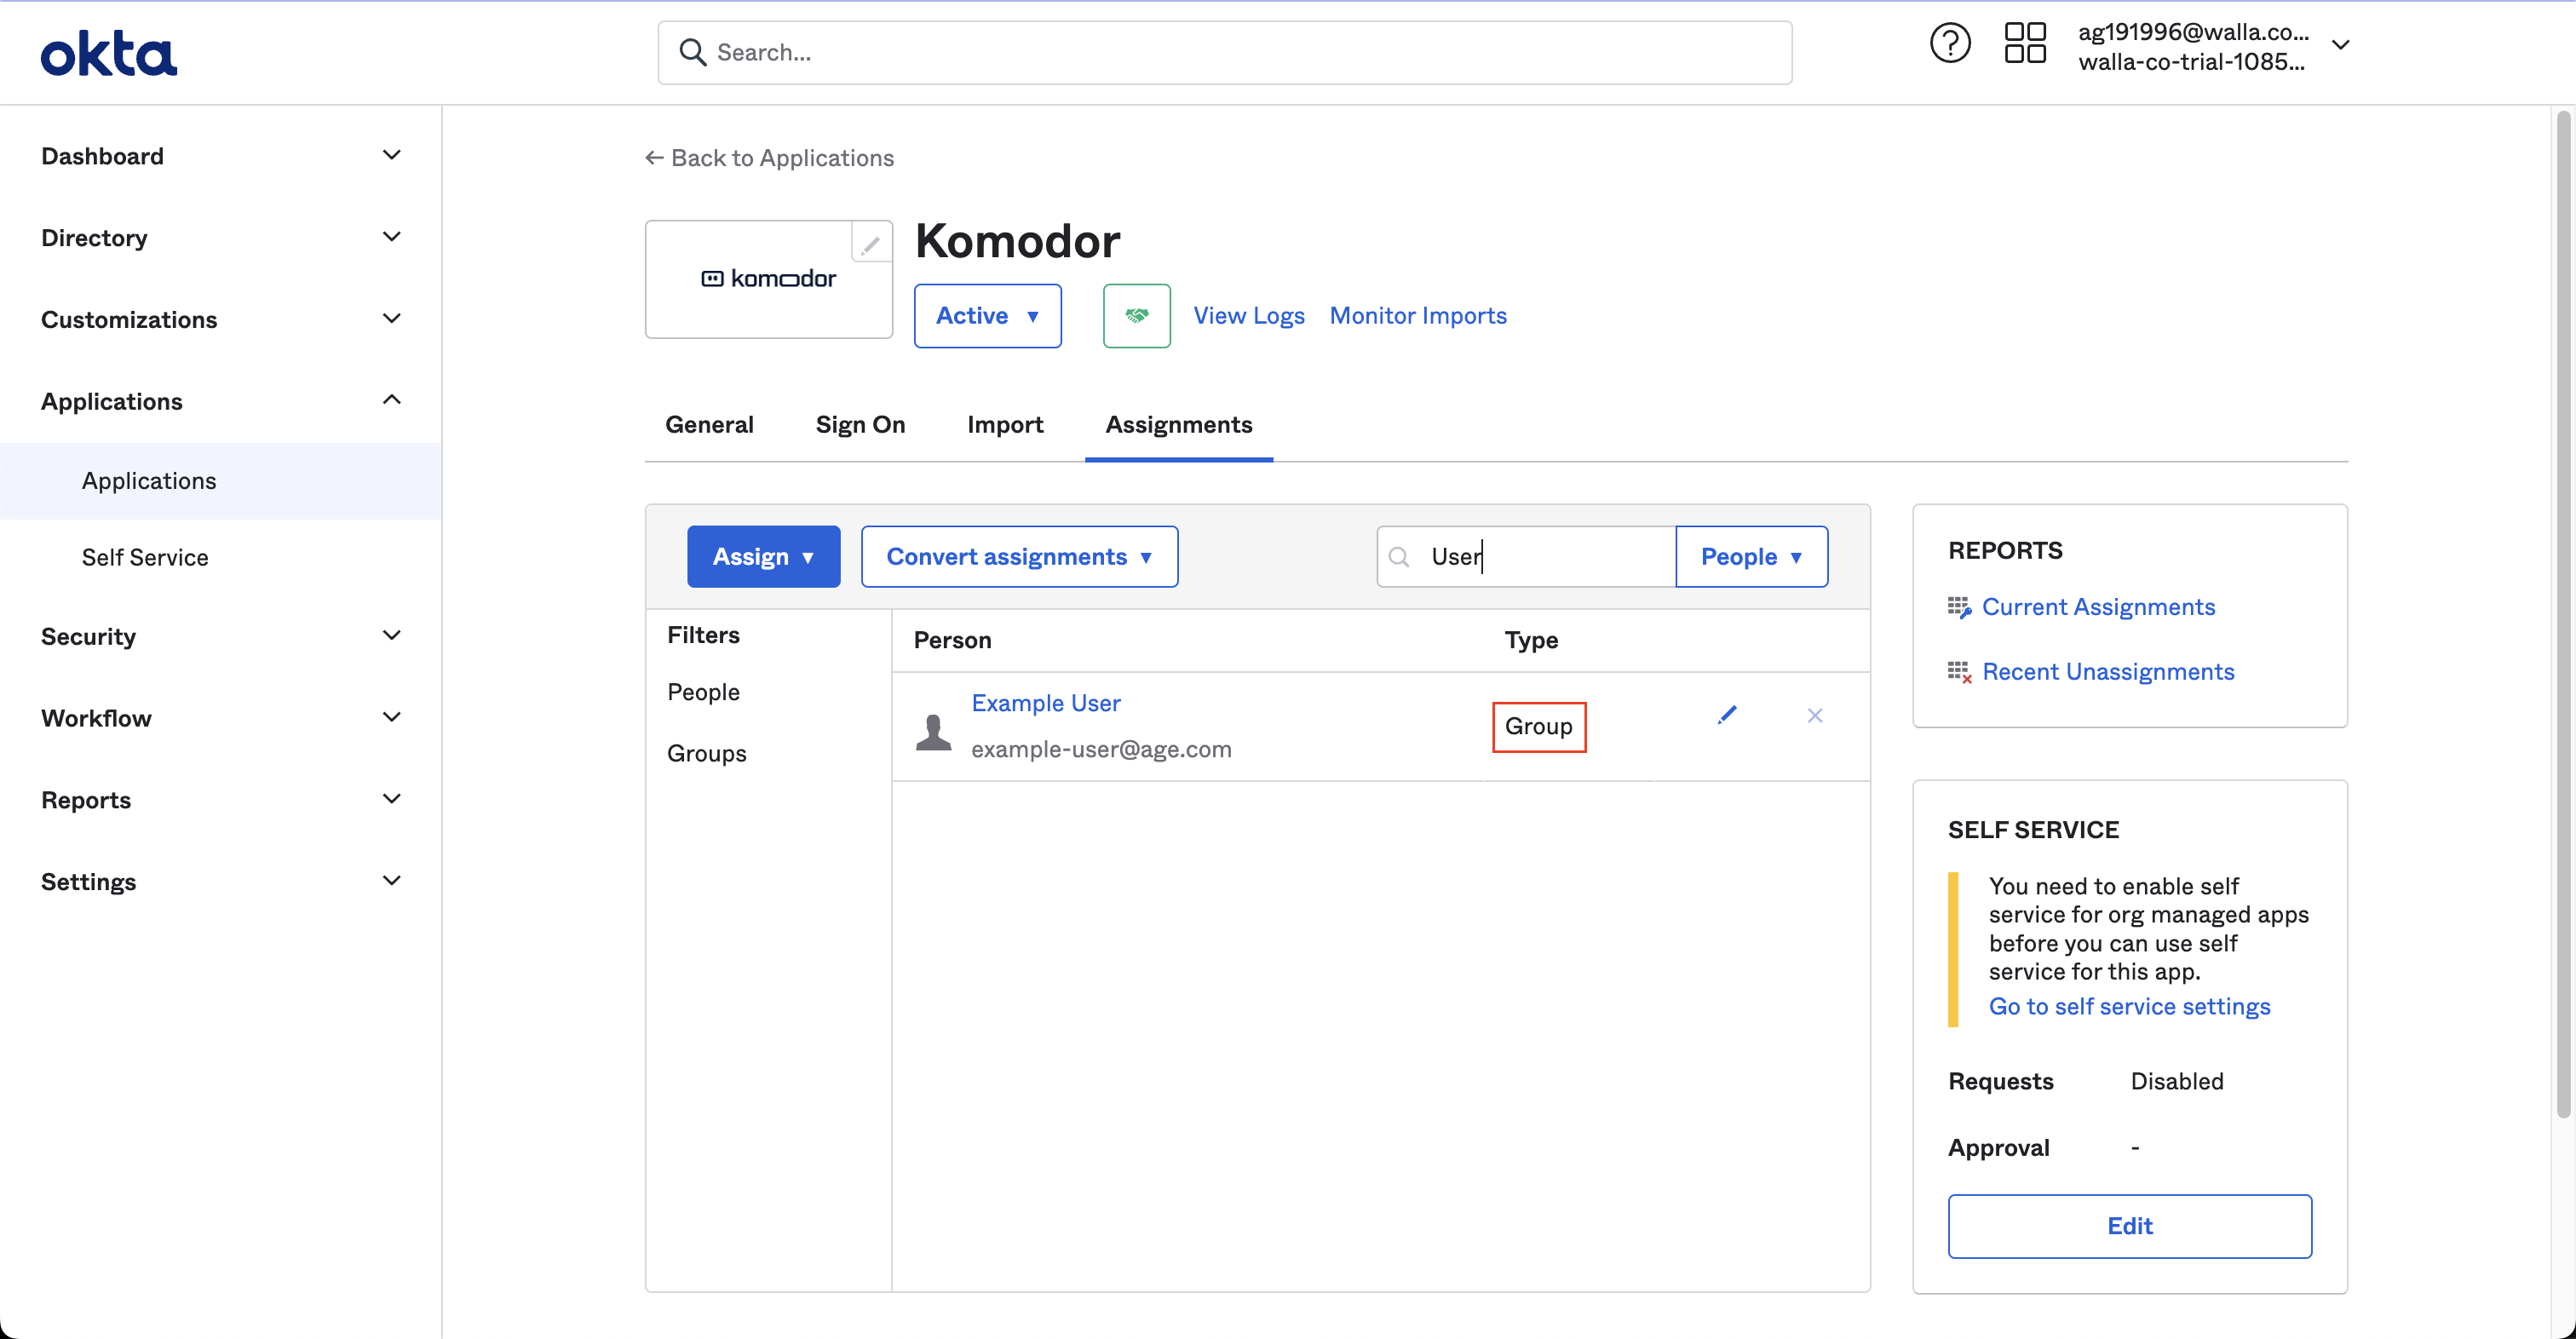 okta
Search...
ag191996@walla.co...
walla-co-trial-1085...
Dashboard
Directory
Customizations
Applications
Applications
Self Service
Security
Workflow
Reports
Settings
← Back to Applications
komodor
Komodor
Active ▼
View Logs
Monitor Imports
General
Sign On
Import
Assignments
Assign ▼
Convert assignments ▼
User
People ▼
Filters
People
Groups
Person
Type
Example User
example-user@age.com
Group
REPORTS
Current Assignments
Recent Unassignments
SELF SERVICE
You need to enable self
service for org managed apps
before you can use self
service for this app.
Go to self service settings
Requests Disabled
Approval -
Edit